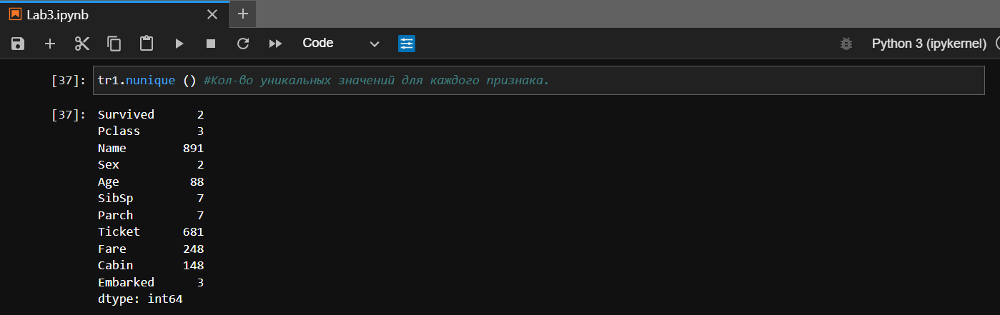 Lab3.ipynb
Code
Python 3 (ipykernel)
[37]: tr1.nunique () #Кол-во уникальных значений для каждого признака.
[37]: Survived 2
Pclass 3
Name 891
Sex 2
Age 88
SibSp 7
Parch 7
Ticket 681
Fare 248
Cabin 148
Embarked 3
dtype: int64